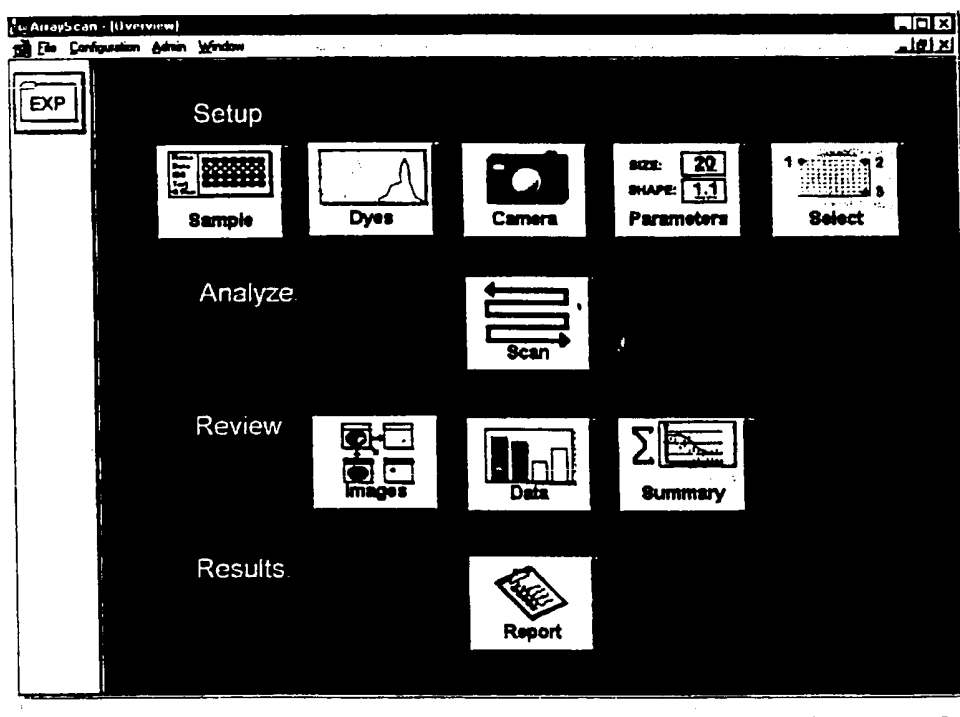 ArrayScan - [Overview]
File Configuration Admin Window
EXP
Setup
SIZE: 20
SHAPE: 1.1
1 2
3
Sample Dyes Camera Parameters Select
Analyze
Scan
Review
Images Data Summary
Results
Report